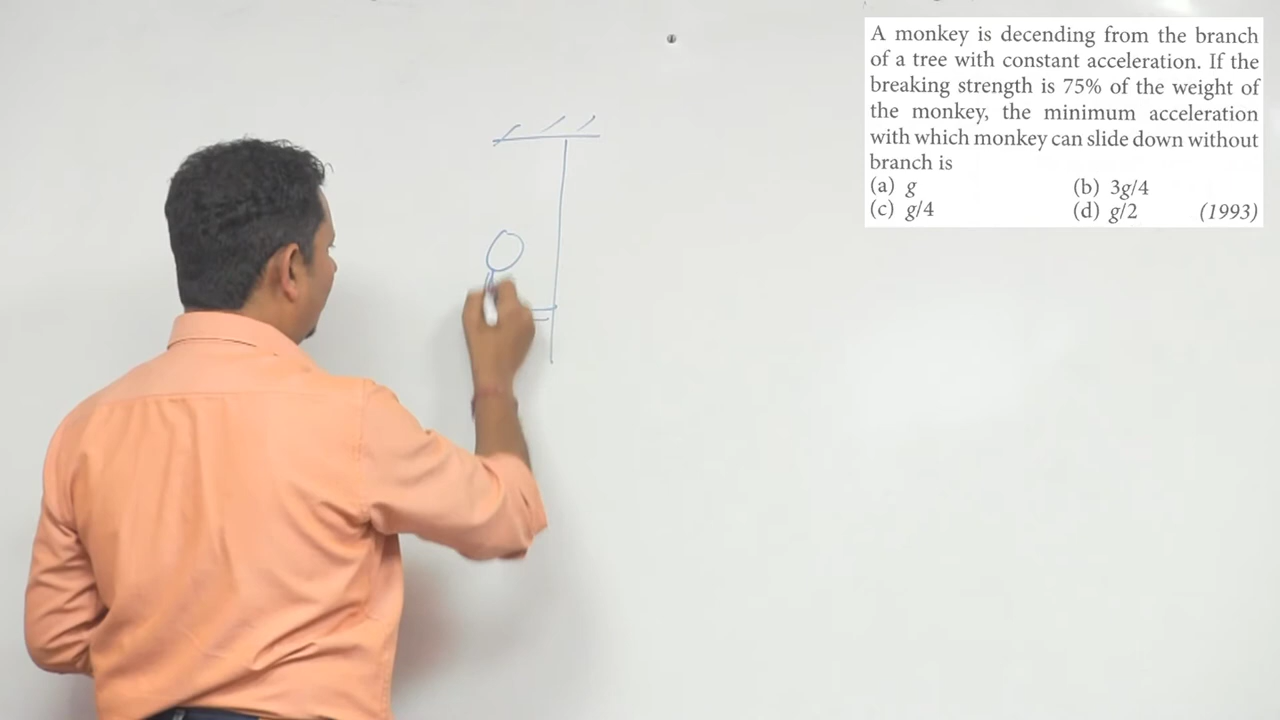 A monkey is decending from the branch
of a tree with constant acceleration. If the
breaking strength is 75% of the weight of
the monkey, the minimum acceleration
with which monkey can slide down without
branch is
(a) g (b) 3g/4
(c) g/4 (d) g/2 (1993)